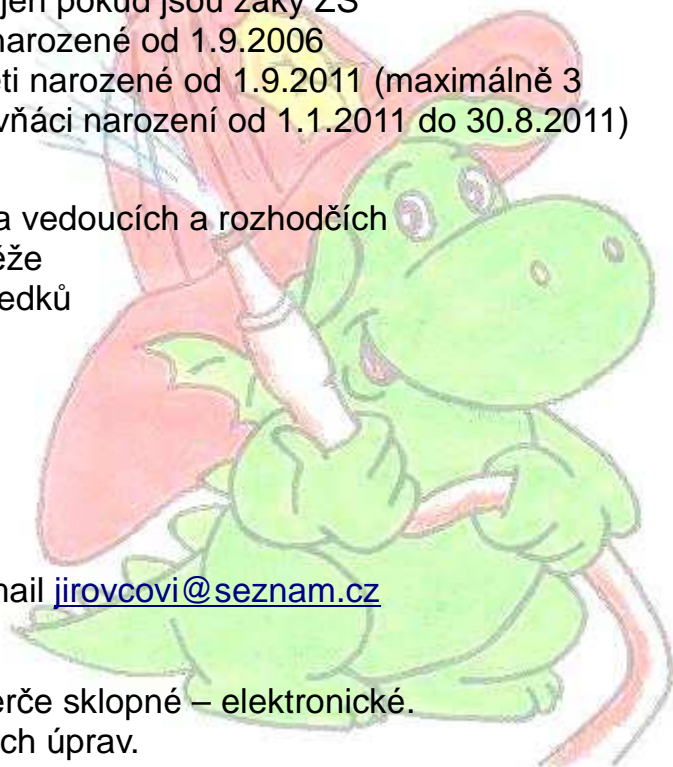 jen pokud jsou žáky ZŠ
narozené od 1.9.2006
ti narozené od 1.9.2011 (maximálně 3
vňáci narození od 1.1.2011 do 30.8.2011)
a vedoucích a rozhodčích
ěže
edků
ail jirovcovi@seznam.cz
erče sklopné – elektronické.
ch úprav.